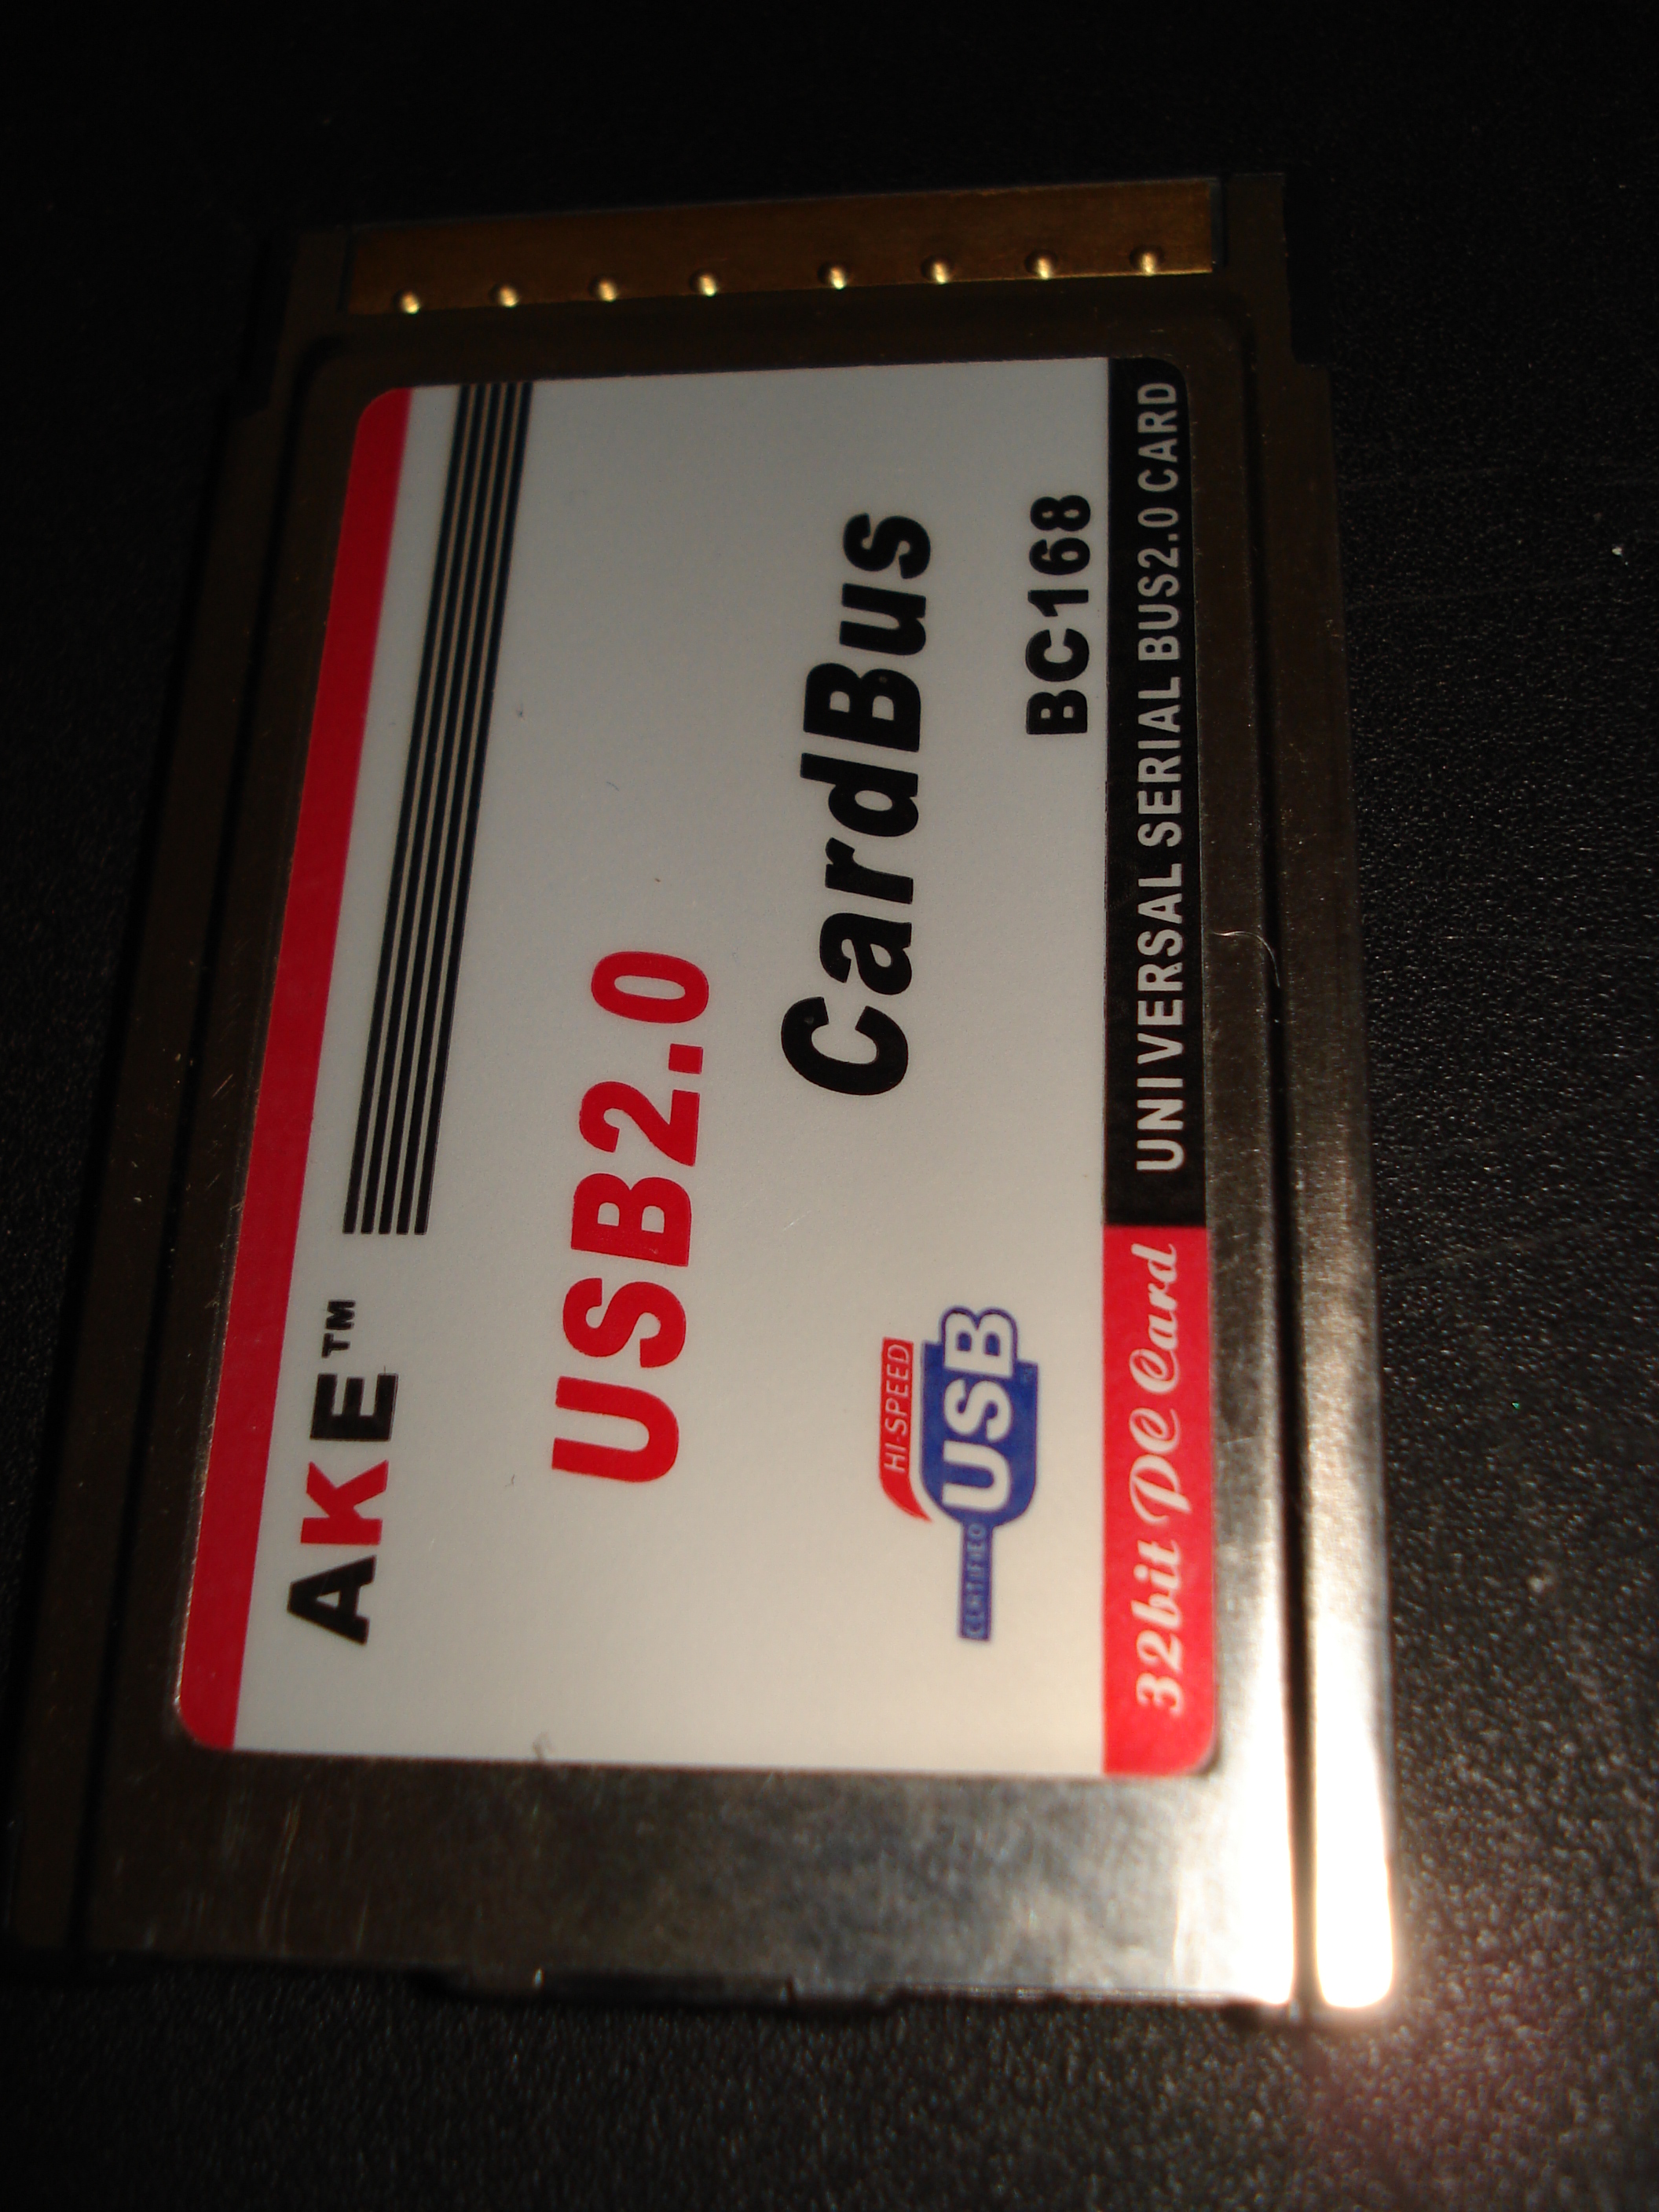 AKE™
USB2.0
CardBus
HI-SPEED
CERTIFIED USB
BC168
32bit PC Card UNIVERSAL SERIAL BUS2.0 CARD